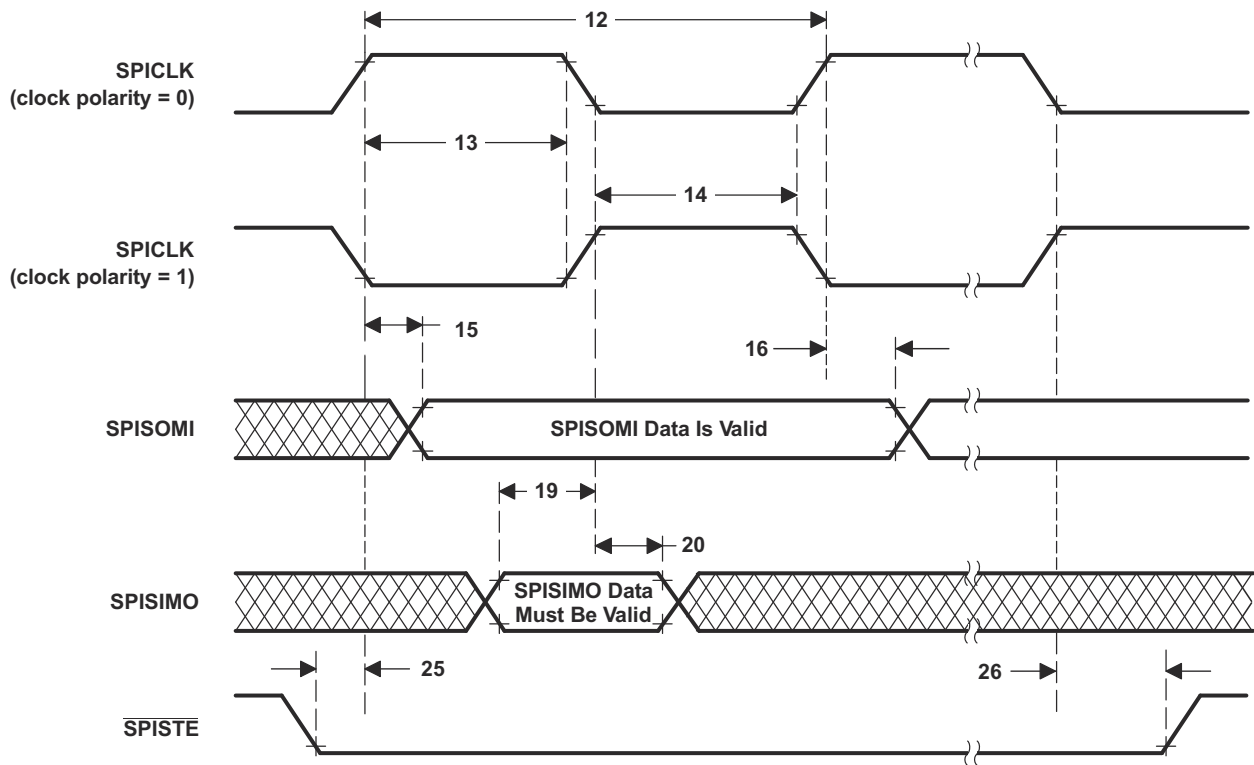 12
SPICLK
(clock polarity = 0)
13
14
SPICLK
(clock polarity = 1)
15
16
SPISOMI
SPISOMI Data Is Valid
19
20
SPISIMO
SPISIMO Data
Must Be Valid
25
26
SPISTE